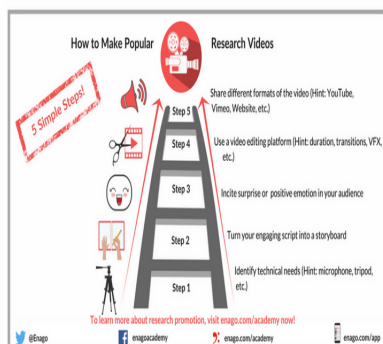 How to Make Popular Research Videos
5 Simple Steps!
Share different formats of the video (Hint: YouTube,
Vimeo, Website, etc.)
Step 5
Use a video editing platform (Hint: duration, transitions, VFX,
etc.)
Step 4
Incite surprise or positive emotion in your audience
Step 3
Turn your engaging script into a storyboard
Step 2
Identify technical needs (Hint: microphone, tripod,
etc.)
Step 1
To learn more about research promotion, visit enago.com/academy now!
@Enago
enagoacademy
enago.com/academy
enago.com/app